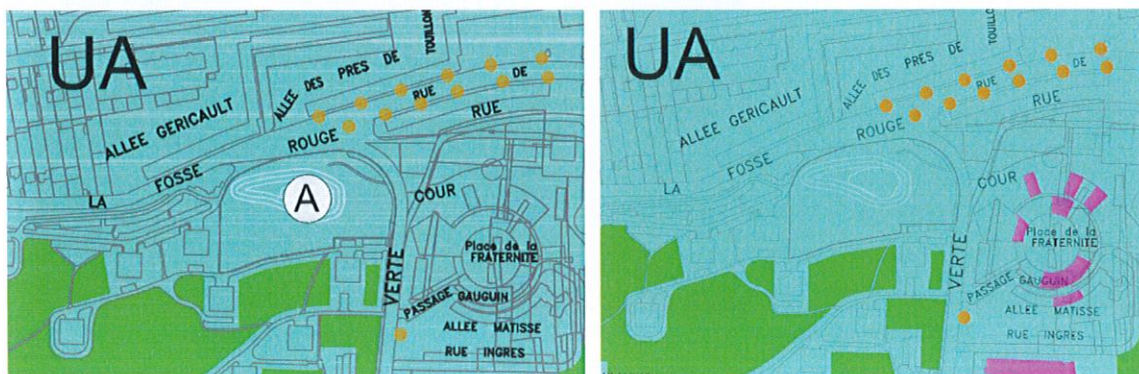 UA
ALLEE DES PRES DE
TOUILLON
RUE DE
ALLEE GERICAULT
RUE
ROUGE
FOSSE
LA
A
COUR
Place de la
FRATERNITE
VERTE
PASSAGE GAUGUIN
ALLEE MATISSE
RUE INGRES
UA
ALLEE DES PRES DE
RUE DE
ALLEE GERICAULT
RUE
ROUGE
FOSSE
LA
COUR
Place de la
FRATERNITE
VERTE
PASSAGE GAUGUIN
ALLEE MATISSE
RUE INGRES